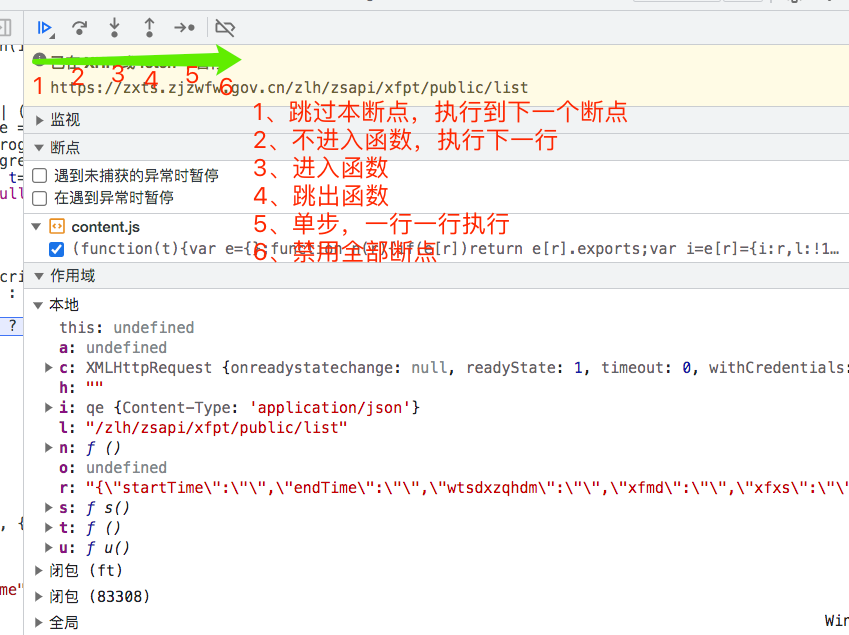 1 2 3 4 5 6
https://zxts.zjzwfw.gov.cn/zlh/zsapi/xfpt/public/list
1、跳过本断点，执行到下一个断点
监视
2、不进入函数，执行下一行
断点
3、进入函数
遇到未捕获的异常时暂停
4、跳出函数
在遇到异常时暂停
5、单步，一行一行执行
content.js
6、禁用全部断点
(function(t){var e={};function return e[r].exports;var i=e[r]={i:r,l:!1…
作用域
本地
this: undefined
a: undefined
c: XMLHttpRequest {onreadystatechange: null, readyState: 1, timeout: 0, withCredentials:
h: ""
i: qe {Content-Type: 'application/json'}
l: "/zlh/zsapi/xfpt/public/list"
n: ƒ ()
o: undefined
r: "{\"startTime\":\"\",\"endTime\":\"\",\"wtsdxzqhdm\":\"\",\"xfmd\":\"\",\"xfxs\":\"\"
s: ƒ s()
t: ƒ ()
u: ƒ u()
, {
闭包 (ft)
me"
闭包 (83308)
全局
Win